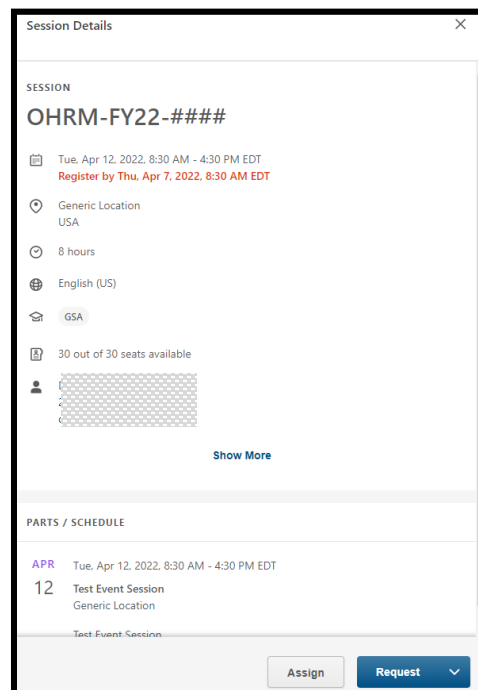 Session Details
SESSION
OHRM-FY22-####
Tue, Apr 12, 2022, 8:30 AM - 4:30 PM EDT
Register by Thu, Apr 7, 2022, 8:30 AM EDT
Generic Location
USA
8 hours
English (US)
GSA
30 out of 30 seats available
Show More
PARTS / SCHEDULE
APR
12
Tue, Apr 12, 2022, 8:30 AM - 4:30 PM EDT
Test Event Session
Generic Location
Test Event Session
Assign
Request